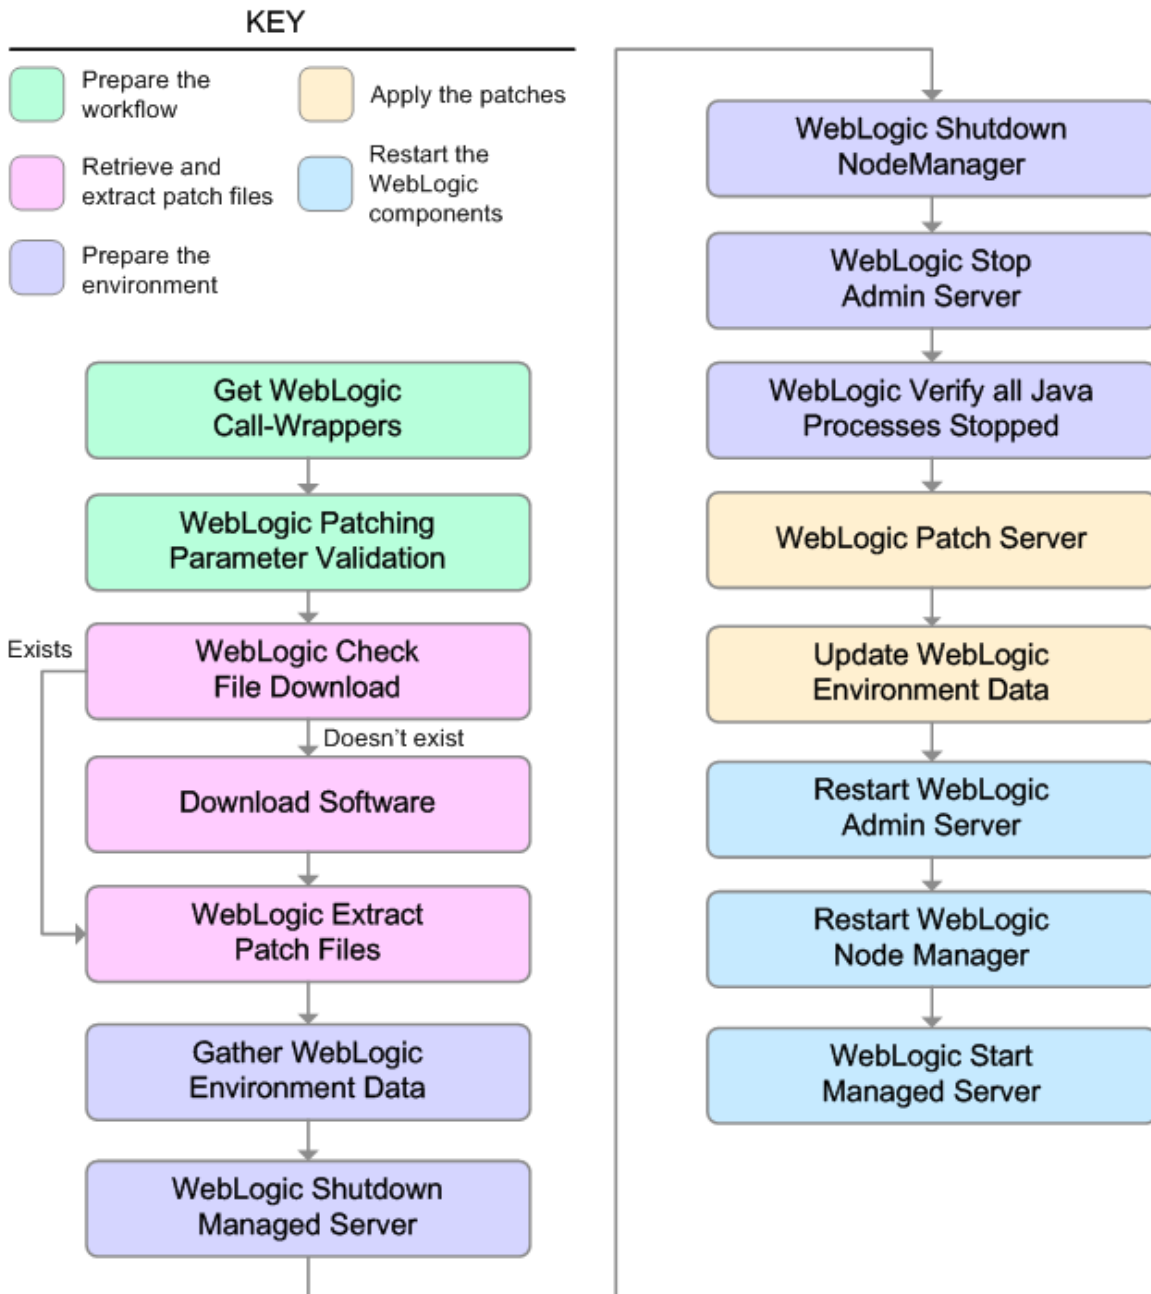 KEY
Prepare the
workflow
Apply the patches
Retrieve and
extract patch files
Restart the
WebLogic
components
Prepare the
environment
Get WebLogic
Call-Wrappers
WebLogic Patching
Parameter Validation
Exists
WebLogic Check
File Download
Doesn't exist
Download Software
WebLogic Extract
Patch Files
Gather WebLogic
Environment Data
WebLogic Shutdown
Managed Server
WebLogic Shutdown
NodeManager
WebLogic Stop
Admin Server
WebLogic Verify all Java
Processes Stopped
WebLogic Patch Server
Update WebLogic
Environment Data
Restart WebLogic
Admin Server
Restart WebLogic
Node Manager
WebLogic Start
Managed Server